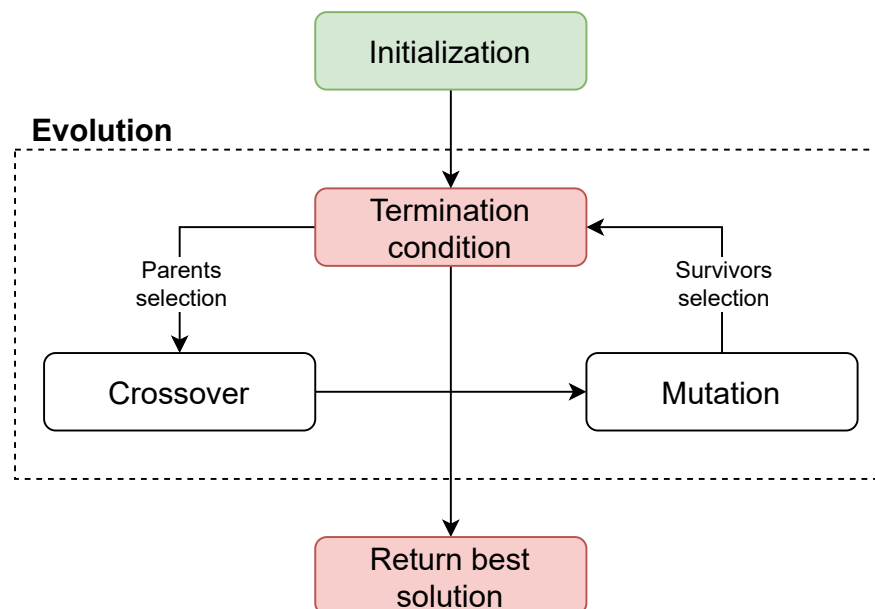 Initialization
Evolution
Termination
condition
Parents
selection
Survivors
selection
Crossover
Mutation
Return best
solution